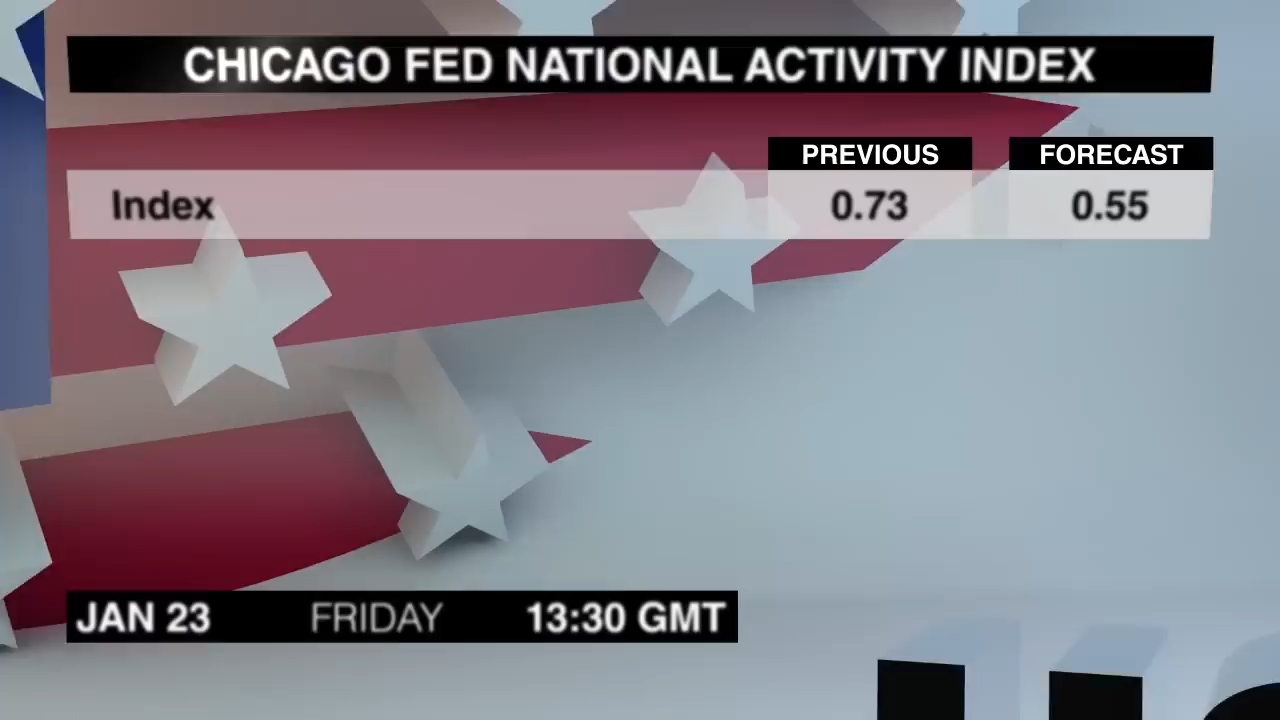 CHICAGO FED NATIONAL ACTIVITY INDEX
PREVIOUS FORECAST
Index 0.73 0.55
JAN 23 FRIDAY 13:30 GMT